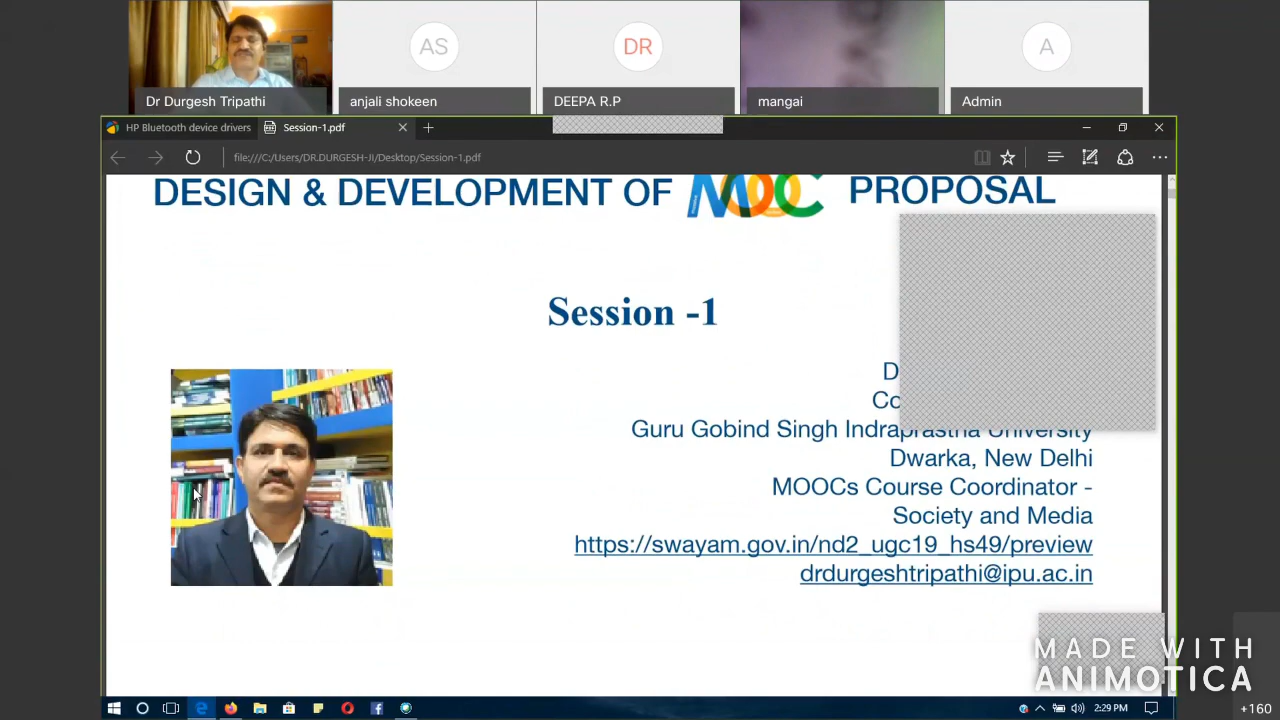 AS
DR
A
Dr Durgesh Tripathi
anjali shokeen
DEEPA R.P
mangai
Admin
HP Bluetooth device drivers
Session-1.pdf
file:///C:/Users/DR.DURGESH-JI/Desktop/Session-1.pdf
DESIGN & DEVELOPMENT OF MOOC PROPOSAL
Session -1
Guru Gobind Singh Indraprastha University
Dwarka, New Delhi
MOOCs Course Coordinator -
Society and Media
https://swayam.gov.in/nd2_ugc19_hs49/preview
drdurgeshtripathi@ipu.ac.in
MADE WITH
ANIMOTICA
2:29 PM
+160